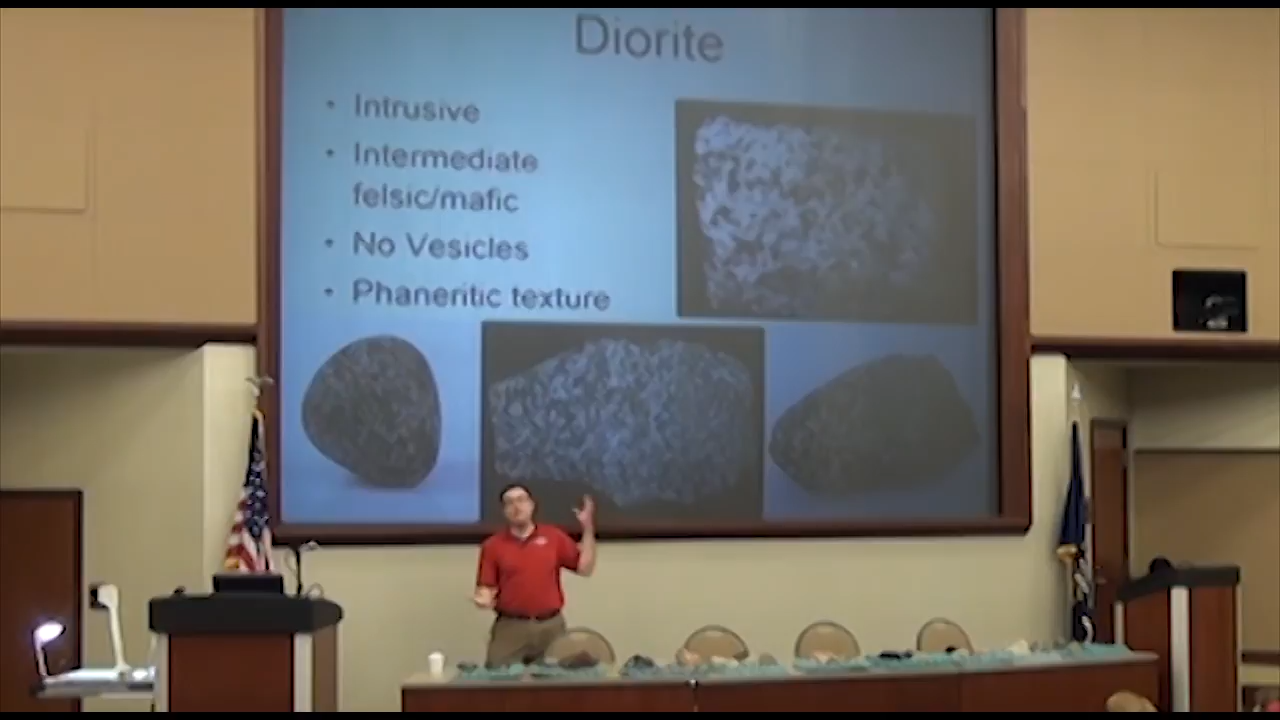 Diorite
• Intrusive
• Intermediate
felsic/mafic
• No Vesicles
• Phaneritic texture